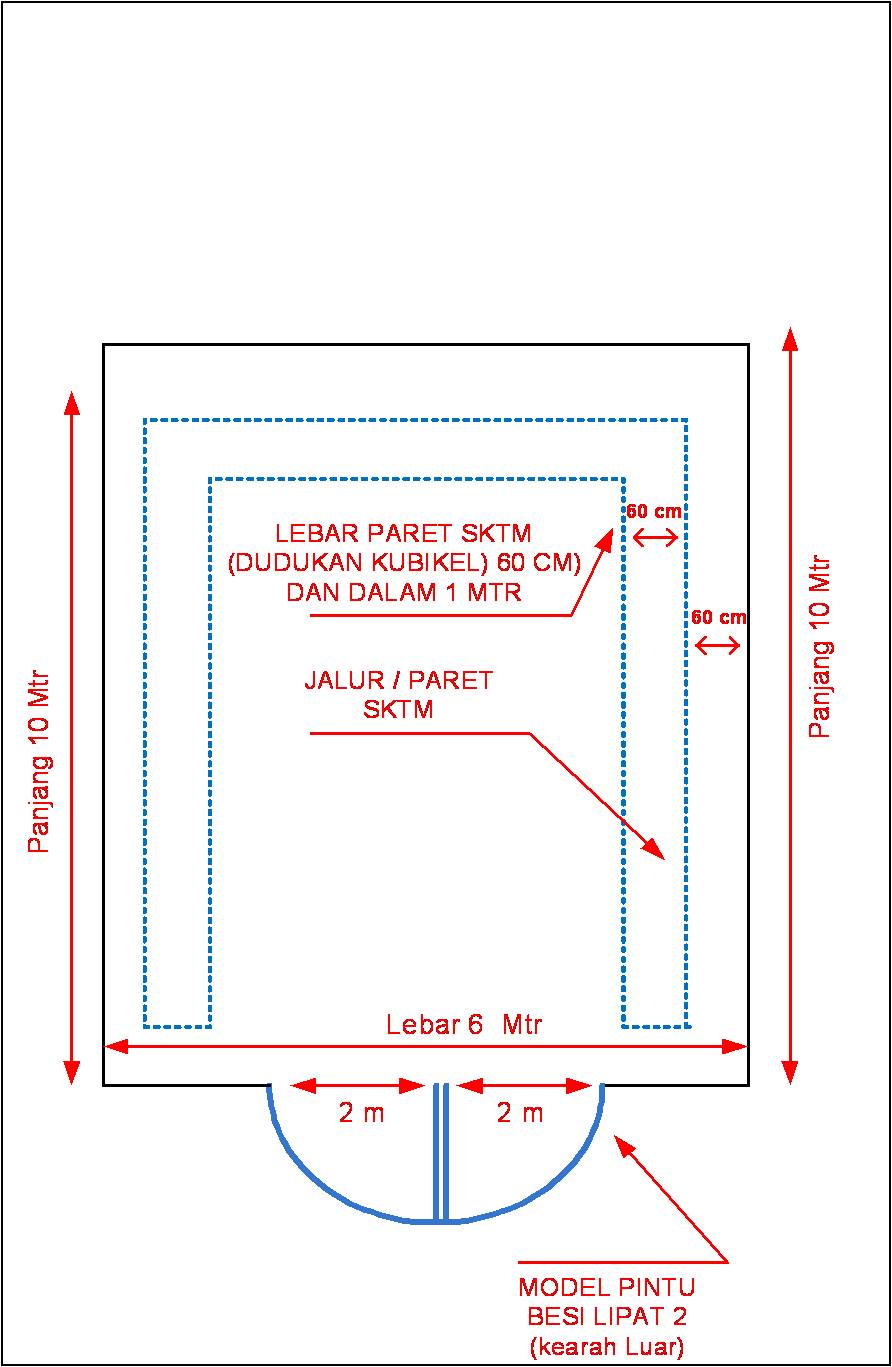 60 cm
LEBAR PARET SKTM
(DUDUKAN KUBIKEL) 60 CM)
DAN DALAM 1 MTR
60 cm
JALUR / PARET
SKTM
Panjang 10 Mtr
Panjang 10 Mtr
Lebar 6 Mtr
2 m
2 m
MODEL PINTU
BESI LIPAT 2
(kearah Luar)